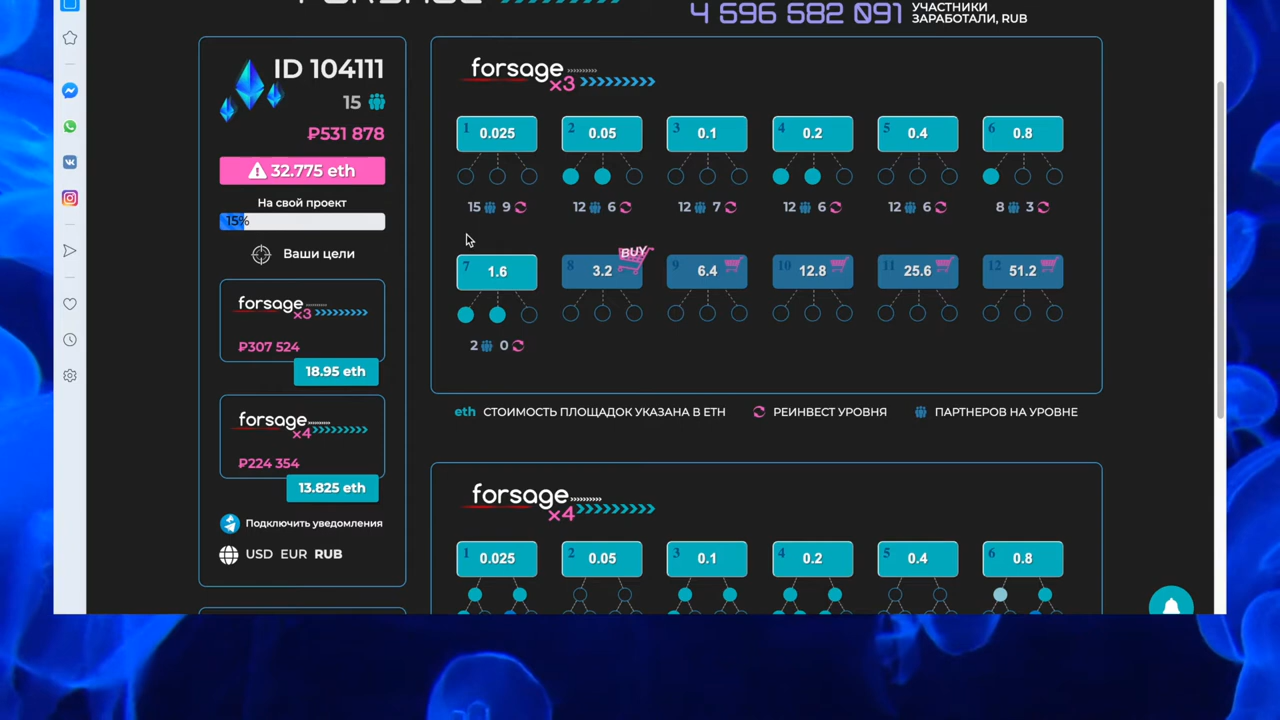 4 596 582 091
УЧАСТНИКИ
ЗАРАБОТАЛИ, RUB
ID 104111
15
₽531 878
32.775 eth
На свой проект
15%
Ваши цели
forsage
x3
₽307 524
18.95 eth
forsage
x4
₽224 354
13.825 eth
Подключить уведомления
USD EUR RUB
forsage
x3
1 0.025 2 0.05 3 0.1 4 0.2 5 0.4 6 0.8
15 9 12 6 12 7 12 6 12 6 8 3
BUY
7 1.6 8 3.2 9 6.4 10 12.8 11 25.6 12 51.2
2 0
eth СТОИМОСТЬ ПЛОЩАДОК УКАЗАНА В ETH РЕИНВЕСТ УРОВНЯ ПАРТНЕРОВ НА УРОВНЕ
forsage
x4
1 0.025 2 0.05 3 0.1 4 0.2 5 0.4 6 0.8